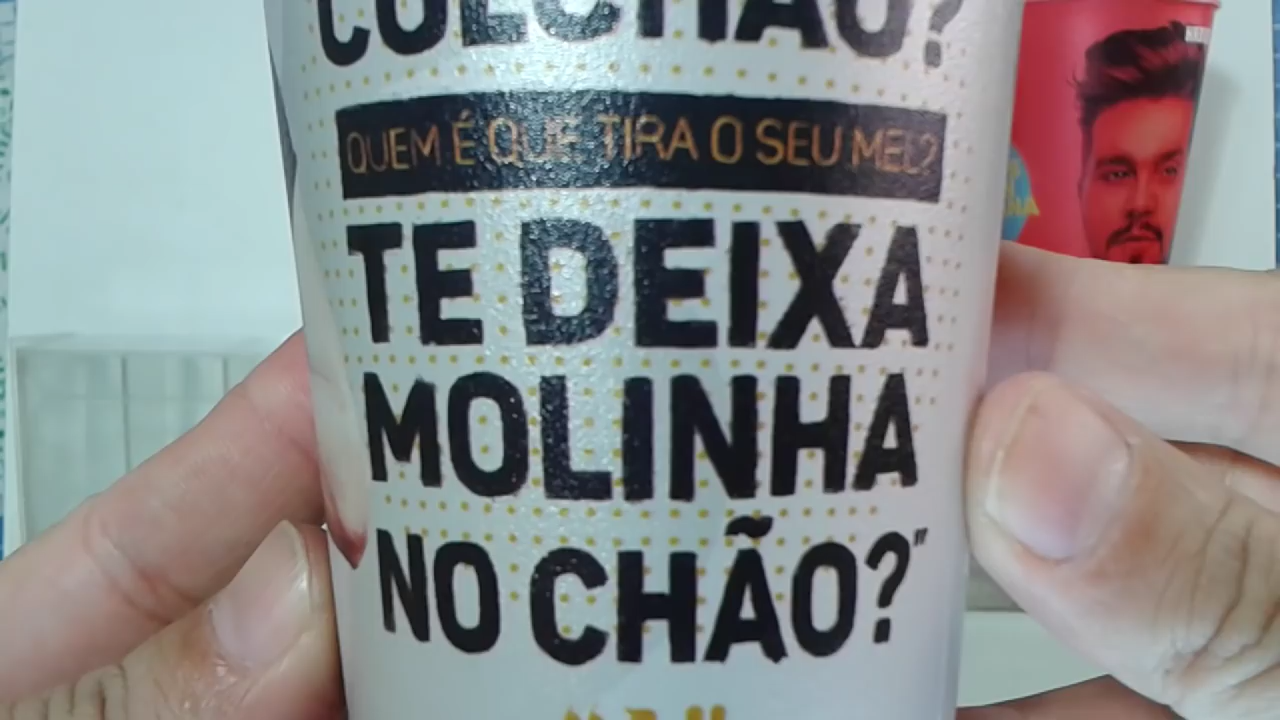 COLCHÃO?
QUEM É QUE TIRA O SEU MEL?
TE DEIXA
MOLINHA
NO CHÃO?"